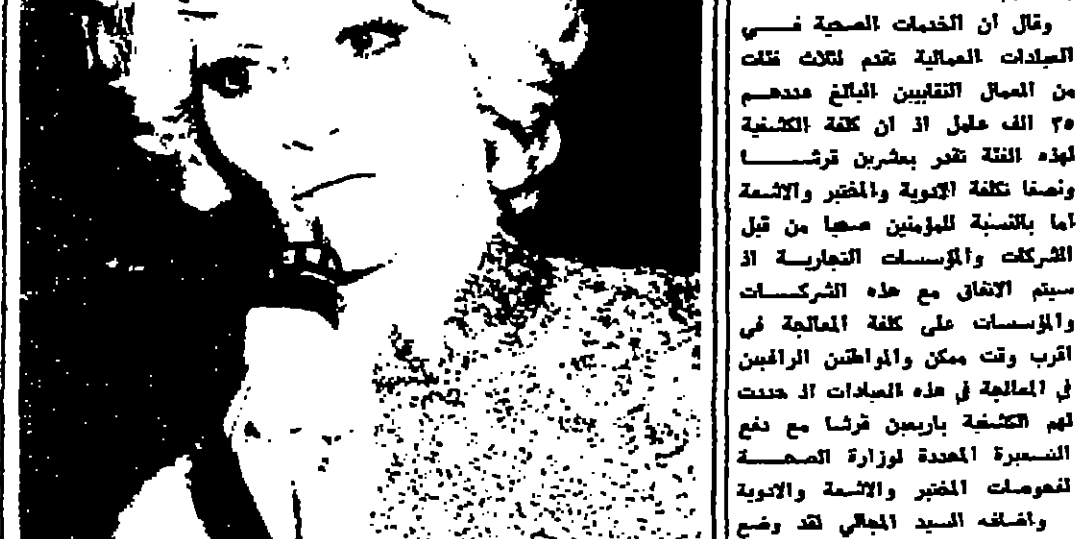 وقال أن الخدمات الصحية فـــي
العيادات العمالية تقدم لثلاث فئات
من العمال النقابيين البالغ عددهـــم
٣٥ الف عامل اذ ان كلفة الكشفية
لهذه الفئة تقدر بعشرين قرشـــــا
ونصفا تكلفة الادوية والمختبر والاشعة
اما بالنسبة للمؤمنين صحيا من قبل
الشركات والمؤسسات التجاريـــة اذ
سيتم الاتفاق مع هذه الشركـــات
والمؤسسات على كلفة المعالجة في
اقرب وقت ممكن والمواطنين الراغبين
في المعالجة في هذه العيادات اذ حددت
لهم الكشفية باربعين قرشا مع دفع
التسعيرة المحددة لوزارة الصحـــة
لفحوصات المختبر والاشعة والادوية
واضافه السيد المجالي لقد وضع